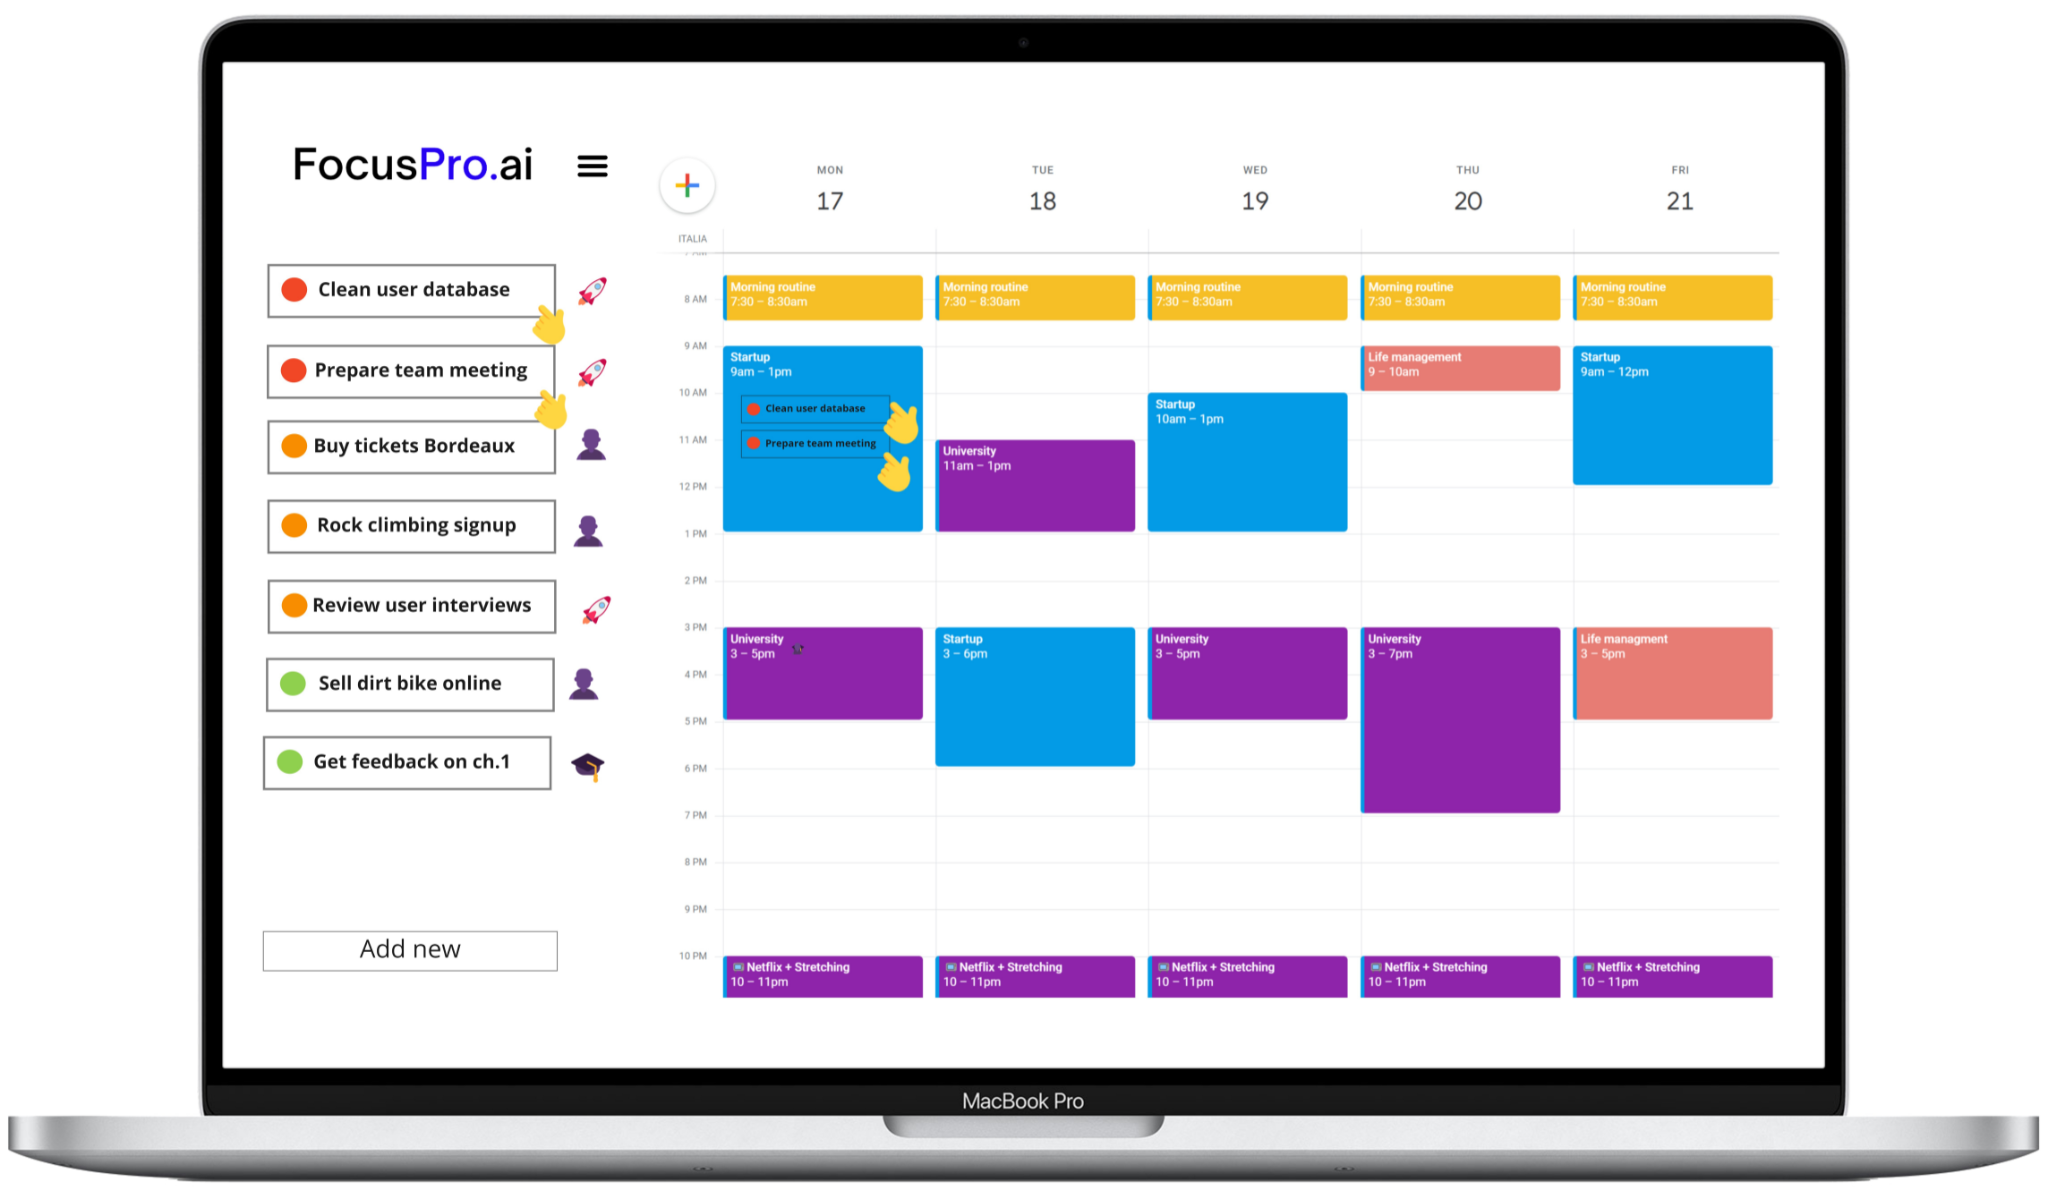 FocusPro.ai
Clean user database
Prepare team meeting
Buy tickets Bordeaux
Rock climbing signup
Review user interviews
Sell dirt bike online
Get feedback on ch.1
Add new
MON
17
TUE
18
WED
19
THU
20
FRI
21
ITALIA
8 AM
9 AM
10 AM
11 AM
12 PM
1 PM
2 PM
3 PM
4 PM
5 PM
6 PM
7 PM
8 PM
9 PM
10 PM
Morning routine
7:30 – 8:30am
Startup
9am – 1pm
Clean user database
Prepare team meeting
University
3 – 5pm
Netflix + Stretching
10 – 11pm
Morning routine
7:30 – 8:30am
University
11am – 1pm
Startup
3 – 6pm
Netflix + Stretching
10 – 11pm
Morning routine
7:30 – 8:30am
Startup
10am – 1pm
University
3 – 5pm
Netflix + Stretching
10 – 11pm
Morning routine
7:30 – 8:30am
Life management
9 – 10am
University
3 – 7pm
Netflix + Stretching
10 – 11pm
Morning routine
7:30 – 8:30am
Startup
9am – 12pm
Life managment
3 – 5pm
Netflix + Stretching
10 – 11pm
MacBook Pro